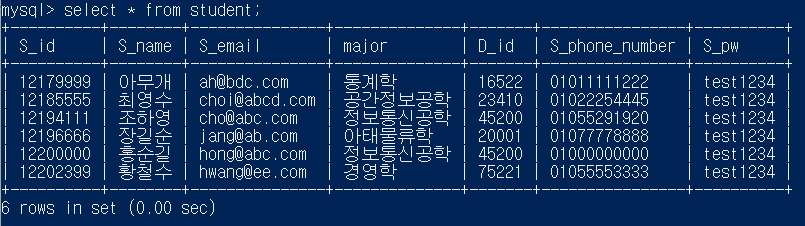 mysql> select * from student;
+----------+--------+---------------+--------------+-------+----------------+----------+
| S_id | S_name | S_email | major | D_id | S_phone_number | S_pw |
+----------+--------+---------------+--------------+-------+----------------+----------+
| 12179999 | 아무개 | ah@bdc.com | 통계학 | 16522 | 01011111222 | test1234 |
| 12185555 | 최영수 | choi@abcd.com | 공간정보공학 | 23410 | 01022254445 | test1234 |
| 12194111 | 조하영 | cho@abc.com | 정보통신공학 | 45200 | 01055291920 | test1234 |
| 12196666 | 장길순 | jang@ab.com | 아태물류학 | 20001 | 01077778888 | test1234 |
| 12200000 | 홍순길 | hong@abc.com | 정보통신공학 | 45200 | 01000000000 | test1234 |
| 12202399 | 황철수 | hwang@ee.com | 경영학 | 75221 | 01055553333 | test1234 |
+----------+--------+---------------+--------------+-------+----------------+----------+
6 rows in set (0.00 sec)